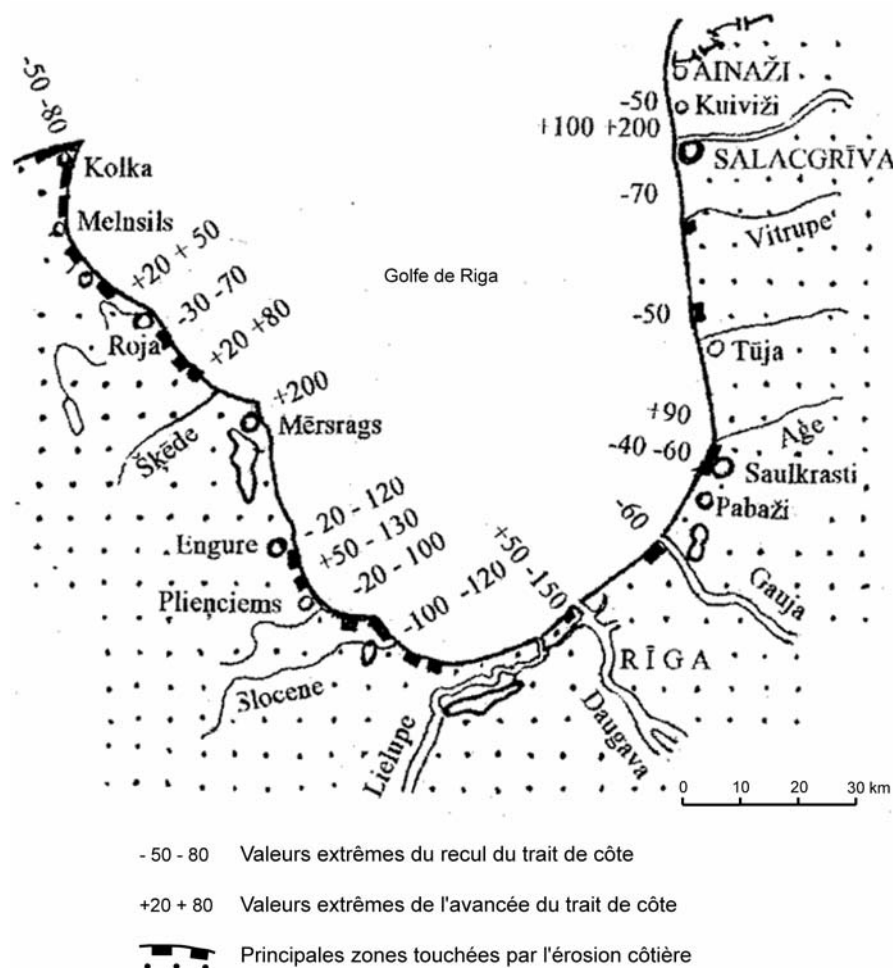 AINAŽI
-50
Kuiviži
+100 +200
SALACGRĪVA
-50 -80
Kolka
-70
Melnsils
Vitrupe
+20 + 50
Golfe de Riga
-30 -70
-50
Roja
Tūja
+20 +80
+200
+90
Mērsrags
Aģe
Šķēde
-40 -60
Saulkrasti
Pabaži
- 20 - 120
-60
Engure
+50 - 130
+50 -150
-20 - 100
Gauja
Plieņciems
-100 -120
RĪGA
Slocene
Daugava
Lielupe
0 10 20 30 km
- 50 - 80 Valeurs extrêmes du recul du trait de côte
+20 + 80 Valeurs extrêmes de l'avancée du trait de côte
Principales zones touchées par l'érosion côtière